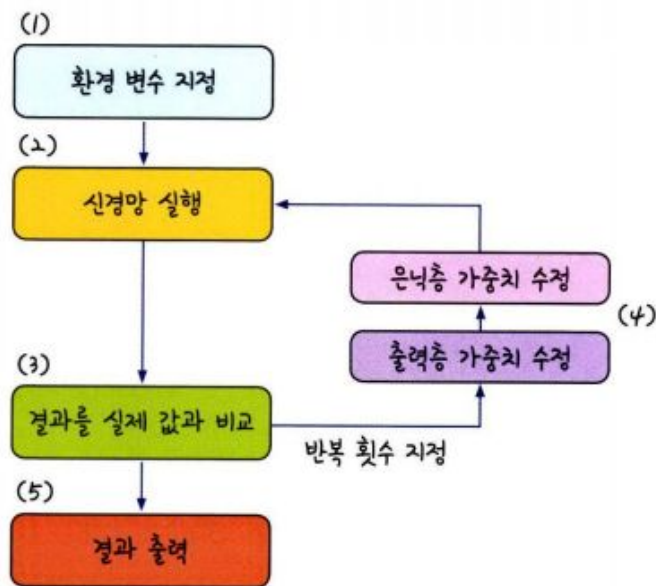 (1)
환경 변수 지정
(2)
신경망 실행
은닉층 가중치 수정
(4)
출력층 가중치 수정
(3)
결과를 실제 값과 비교
반복 횟수 지정
(5)
결과 출력